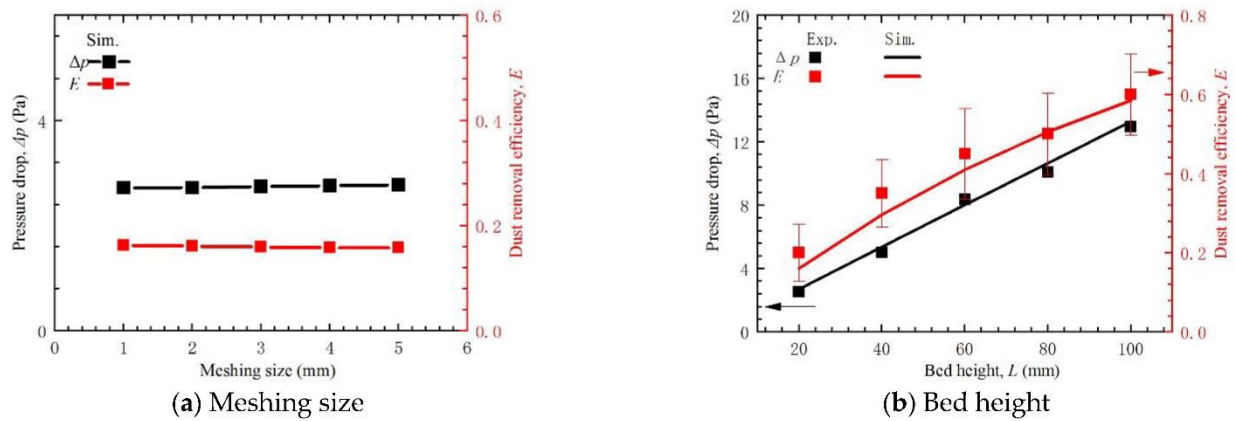 Sim.
Δp
E
Pressure drop, Δp (Pa)
4
0
0.6
0.4
0.2
0.0
Dust removal efficiency, E
0 1 2 3 4 5 6
Meshing size (mm)
(a) Meshing size
Exp. Sim.
Δ p
E
Pressure drop, Δp (Pa)
20
16
12
8
4
0
0.8
0.6
0.4
0.2
0.0
Dust removal efficiency, E
20 40 60 80 100
Bed height, L (mm)
(b) Bed height